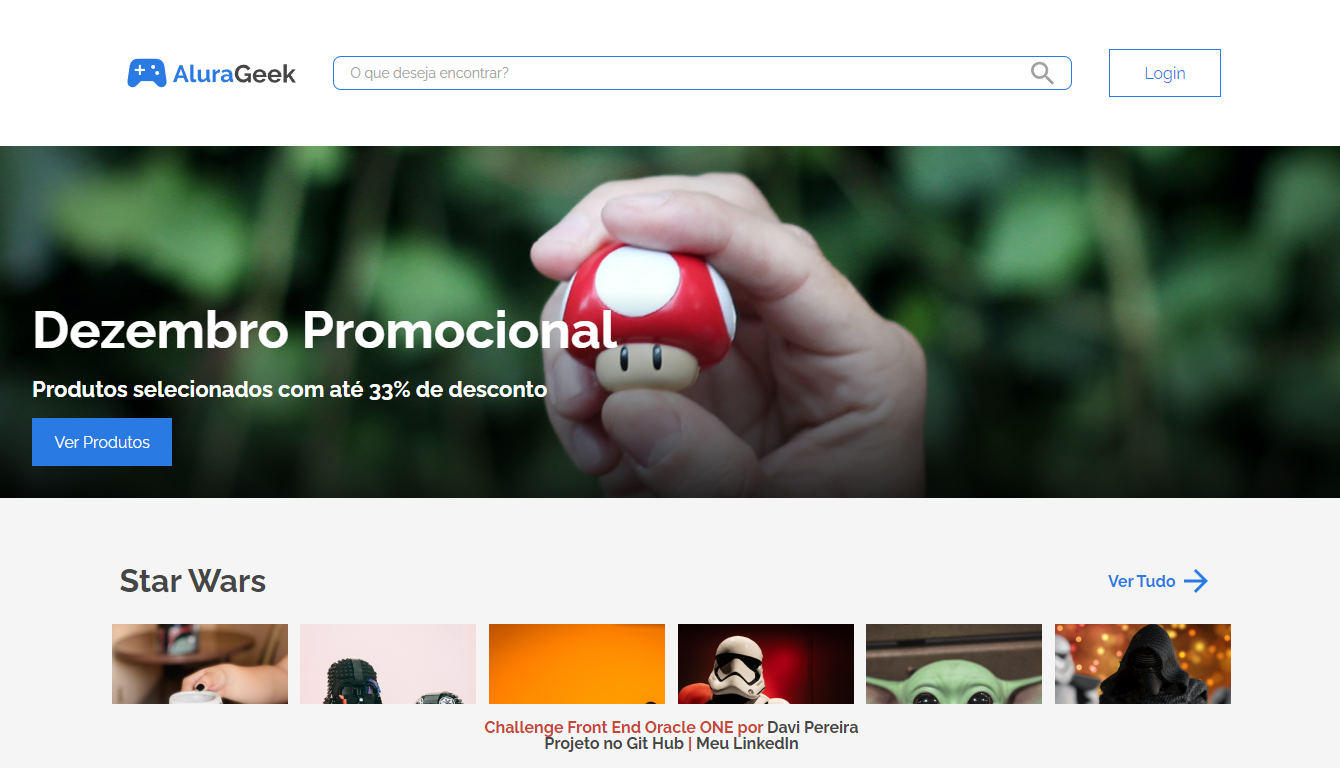 AluraGeek
O que deseja encontrar?
Login
Dezembro Promocional
Produtos selecionados com até 33% de desconto
Ver Produtos
Star Wars
Ver Tudo
Challenge Front End Oracle ONE por Davi Pereira
Projeto no Git Hub | Meu LinkedIn